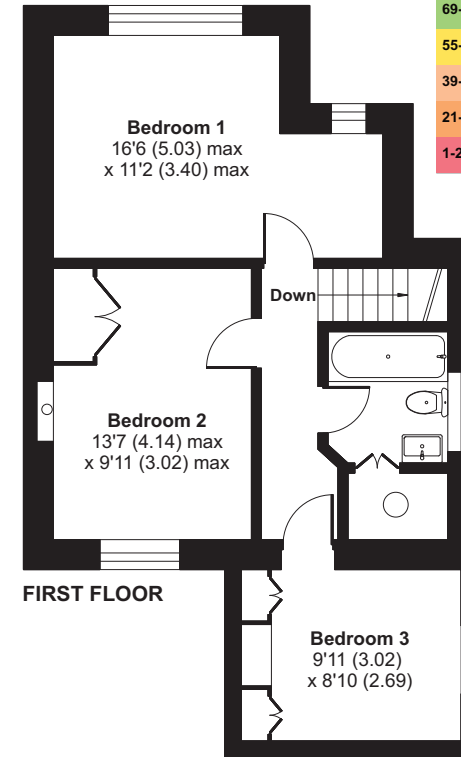 69-
55-
39-
21-
1-2
Bedroom 1
16'6 (5.03) max
x 11'2 (3.40) max
Down
Bedroom 2
13'7 (4.14) max
x 9'11 (3.02) max
FIRST FLOOR
Bedroom 3
9'11 (3.02)
x 8'10 (2.69)